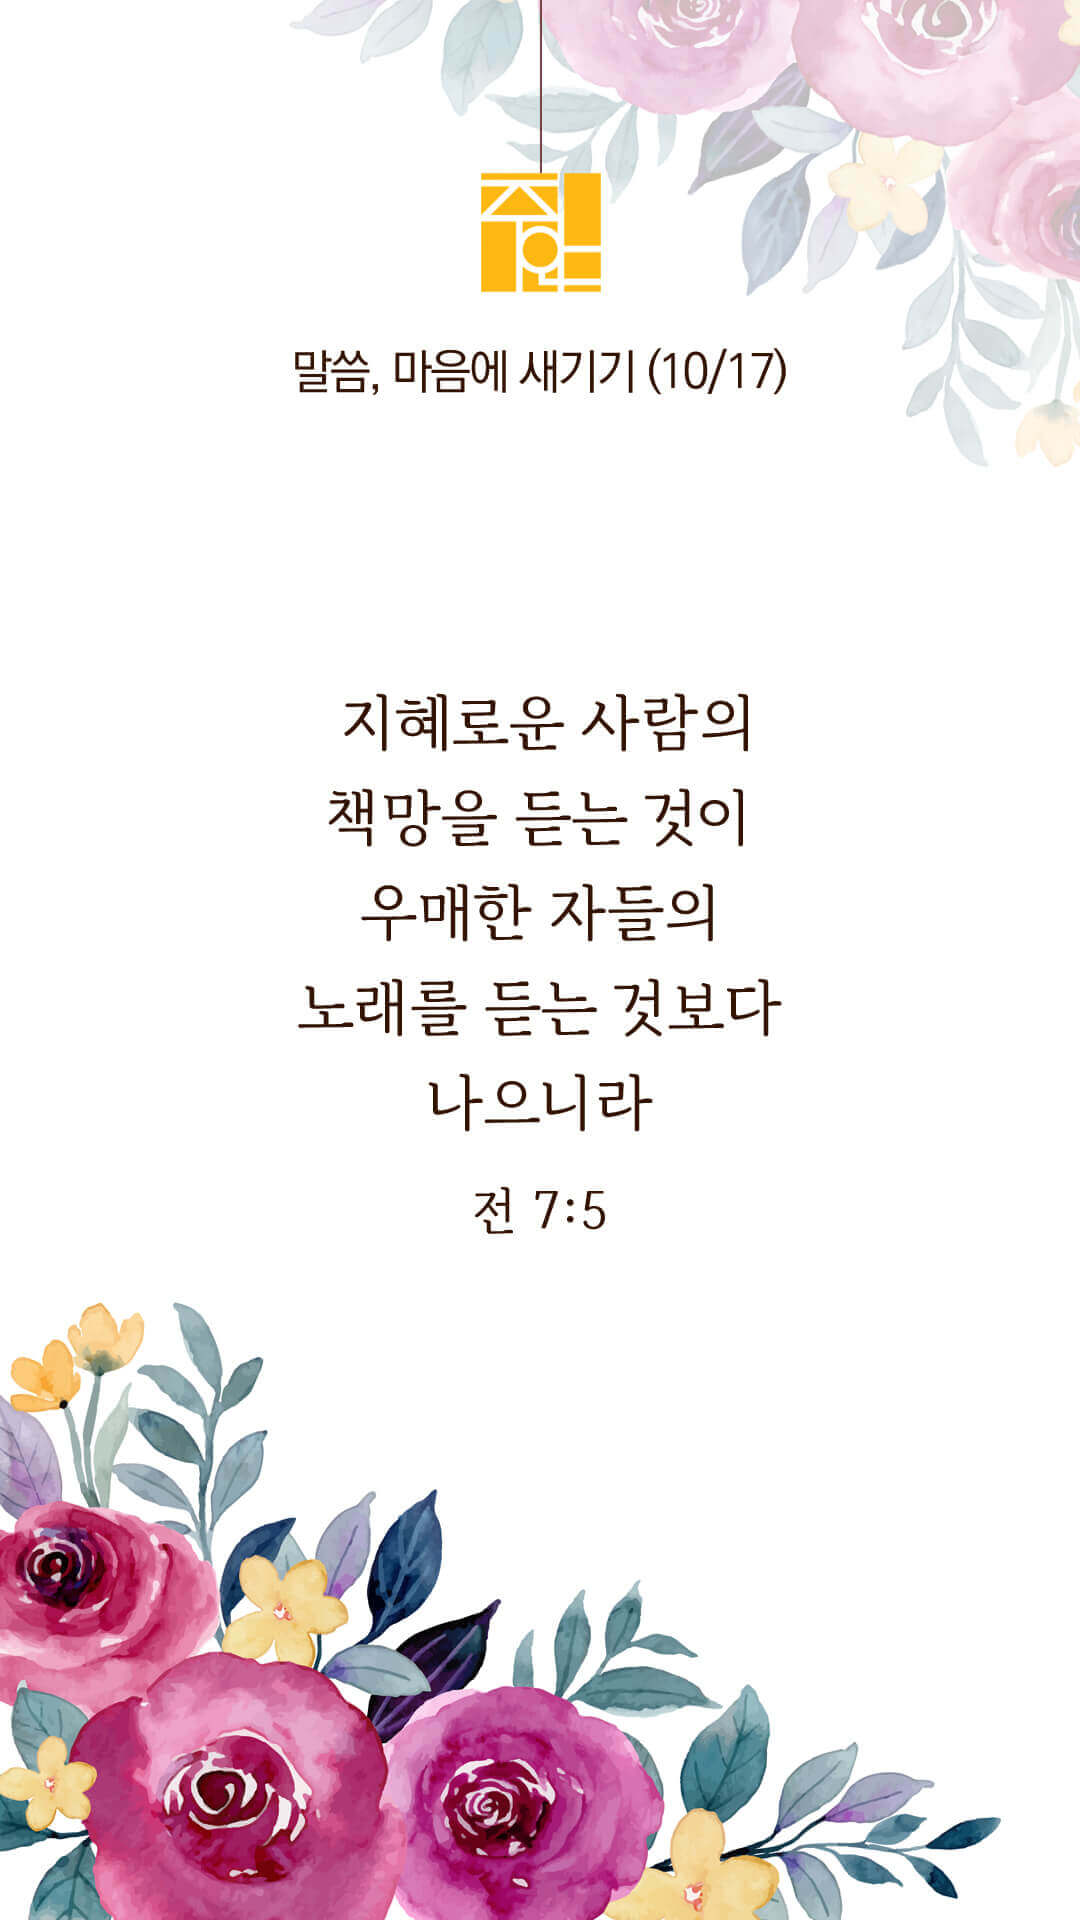 주인
말씀, 마음에 새기기 (10/17)
지혜로운 사람의
책망을 듣는 것이
우매한 자들의
노래를 듣는 것보다
나으니라
전 7:5